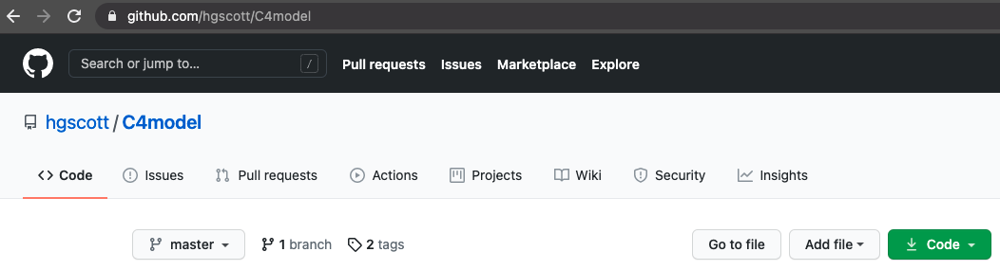 github.com/hgscott/C4model
Search or jump to... / Pull requests Issues Marketplace Explore
hgscott / C4model
Code Issues Pull requests Actions Projects Wiki Security Insights
master 1 branch 2 tags Go to file Add file Code